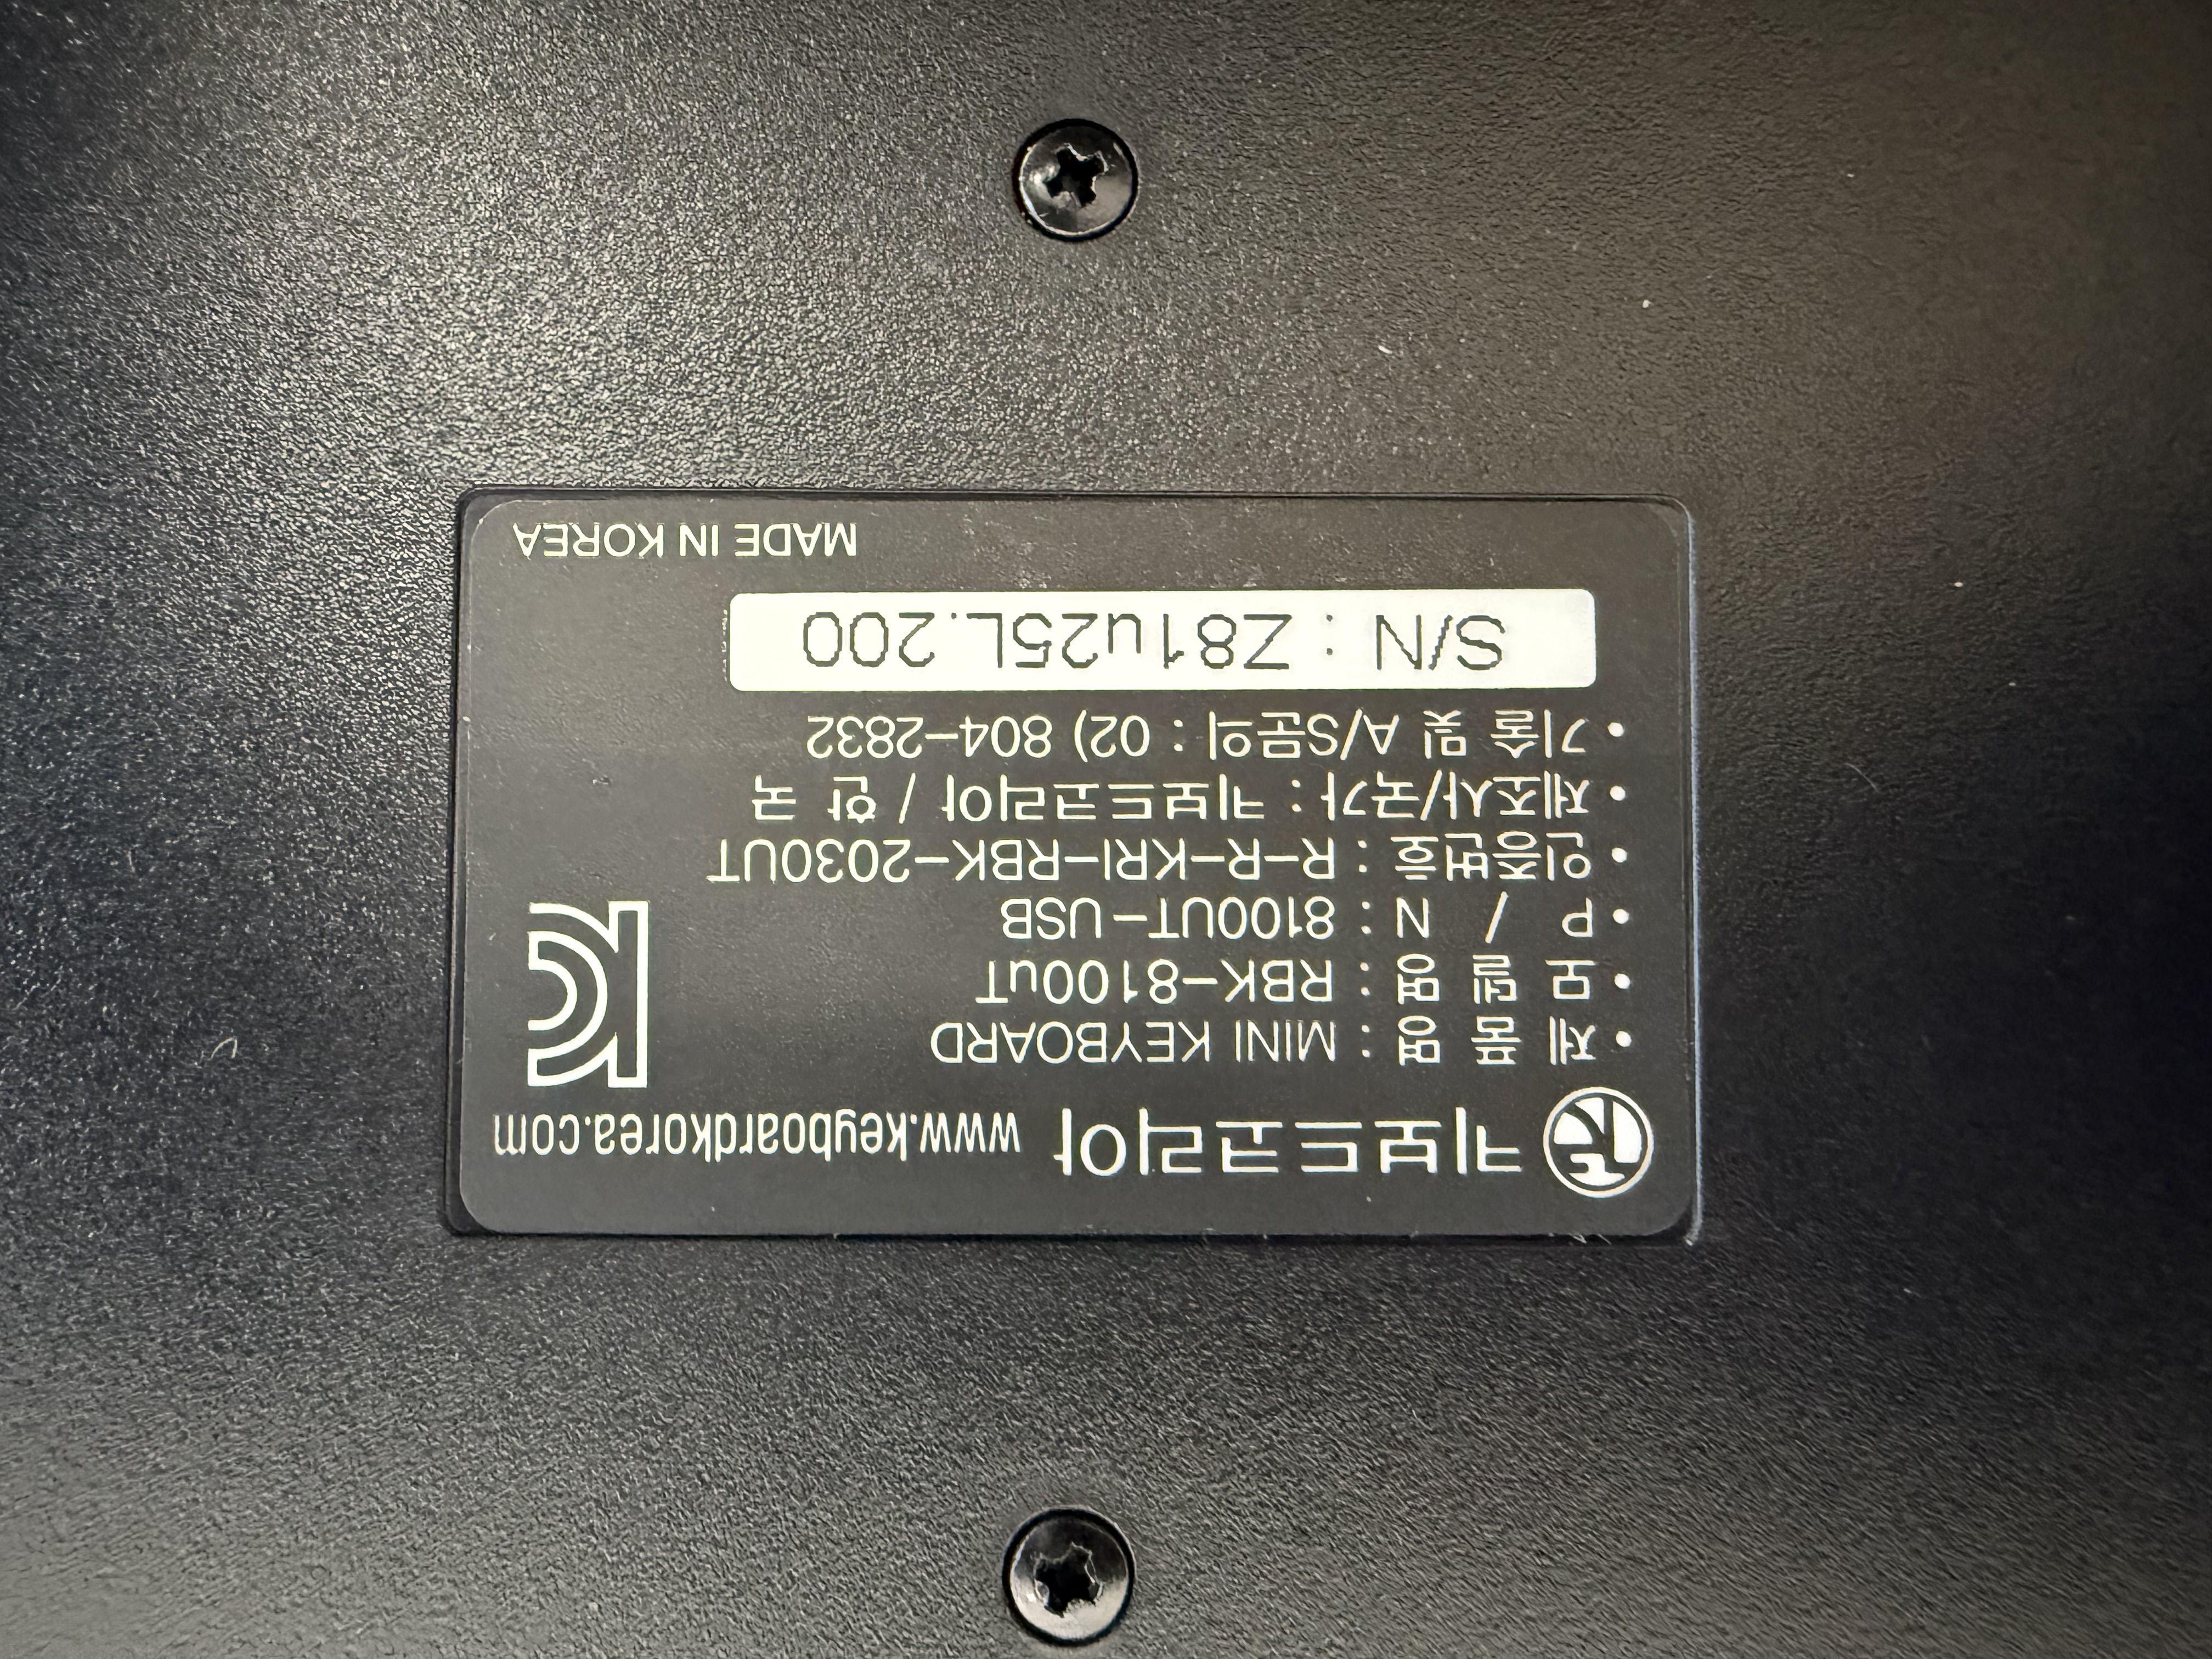 키보드코리아 www.keyboardkorea.com
• 제 품 명 : MINI KEYBOARD
• 모 델 명 : RBK-8100uT
• P / N : 8100UT-USB
• 인증번호 : R-R-KRI-RBK-2030UT
• 제조사/국가 : 키보드코리아 / 한 국
• 기술 및 A/S문의 : 02) 804-2832
S/N : Z81u25L.200
MADE IN KOREA